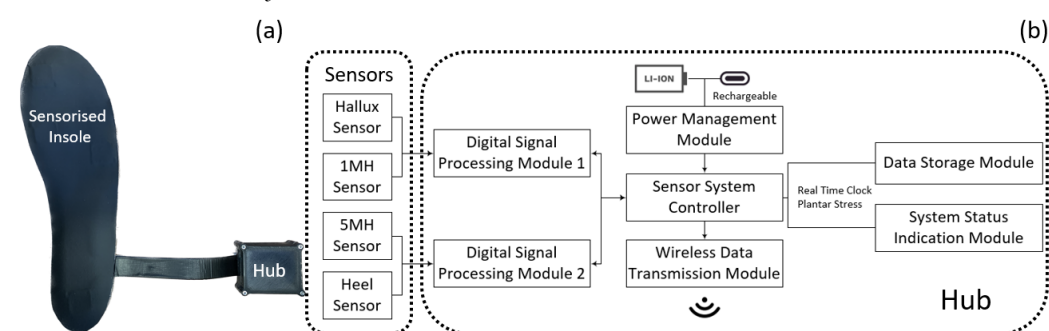 (a)
(b)
Sensorised
Insole
Hub
Sensors
Hallux
Sensor
1MH
Sensor
5MH
Sensor
Heel
Sensor
Digital Signal
Processing Module 1
Digital Signal
Processing Module 2
LI-ION
Rechargeable
Power Management
Module
Sensor System
Controller
Wireless Data
Transmission Module
Real Time Clock
Plantar Stress
Data Storage Module
System Status
Indication Module
Hub